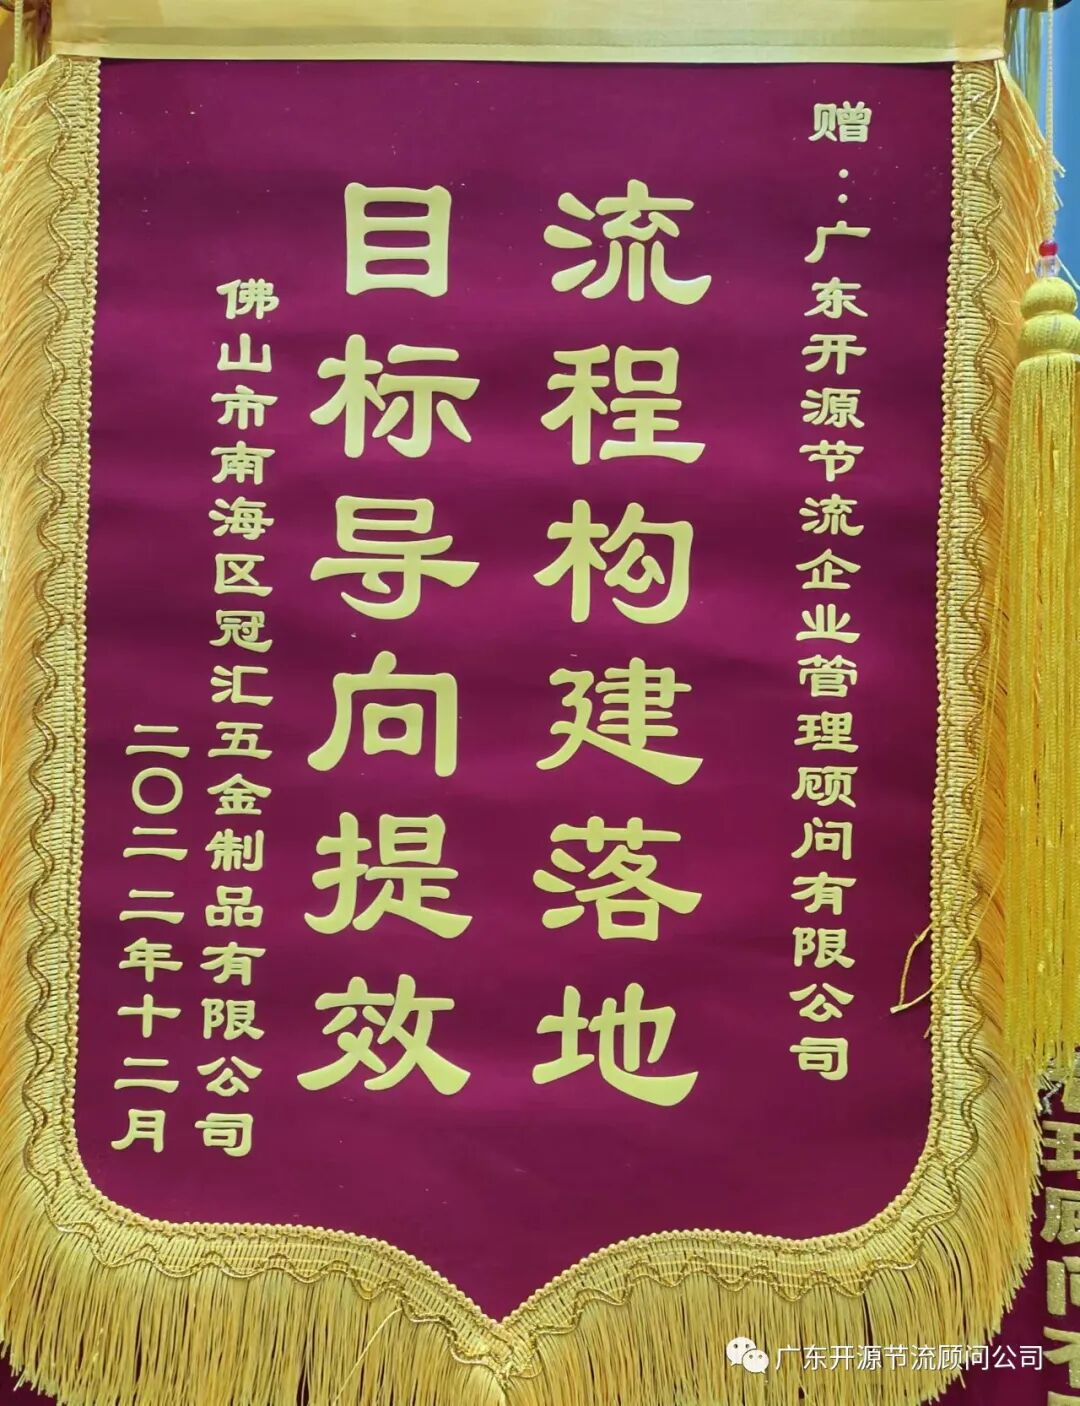 赠：广东开源节流企业管理顾问有限公司
流程构建落地
目标导向提效
佛山市南海区冠汇五金制品有限公司
二〇二二年十二月
广东开源节流顾问公司